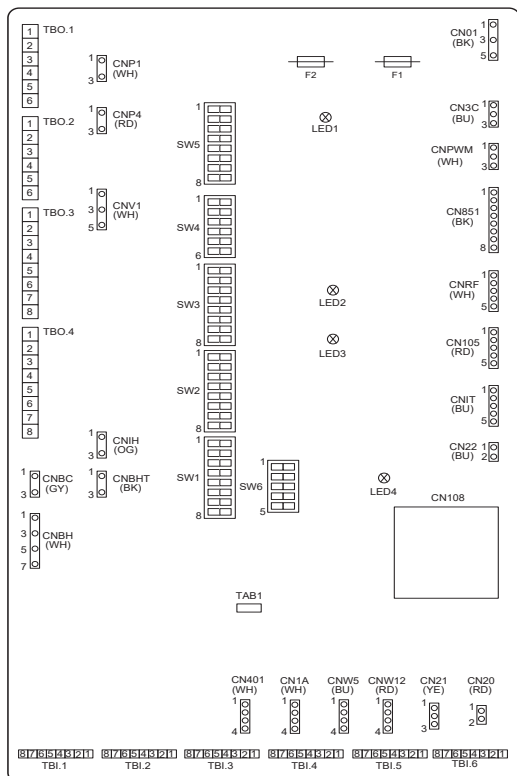 TBO.1
1
2
3
4
5
6
CNP1
(WH)
1
3
F2
F1
CN01
(BK)
1
3
5
TBO.2
1
2
3
4
5
6
CNP4
(RD)
1
3
SW5
1
8
LED1
CN3C
(BU)
1
3
CNPWM
(WH)
1
3
TBO.3
1
2
3
4
5
6
7
8
CNV1
(WH)
1
3
5
SW4
1
6
CN851
(BK)
1
8
SW3
1
8
LED2
CNRF
(WH)
1
5
TBO.4
1
2
3
4
5
6
7
8
LED3
CN105
(RD)
1
5
SW2
1
8
CNIT
(BU)
1
5
CNIH
(OG)
1
3
SW1
1
8
CN22
(BU)
1
2
CNBC
(GY)
1
3
CNBHT
(BK)
1
3
SW6
1
5
LED4
CN108
CNBH
(WH)
1
3
5
7
TAB1
CN401
(WH)
1
4
CN1A
(WH)
1
4
CNW5
(BU)
1
4
CNW12
(RD)
1
4
CN21
(YE)
1
3
CN20
(RD)
1
2
8 7 6 5 4 3 2 1
TBI.1
8 7 6 5 4 3 2 1
TBI.2
8 7 6 5 4 3 2 1
TBI.3
8 7 6 5 4 3 2 1
TBI.4
8 7 6 5 4 3 2 1
TBI.5
8 7 6 5 4 3 2 1
TBI.6